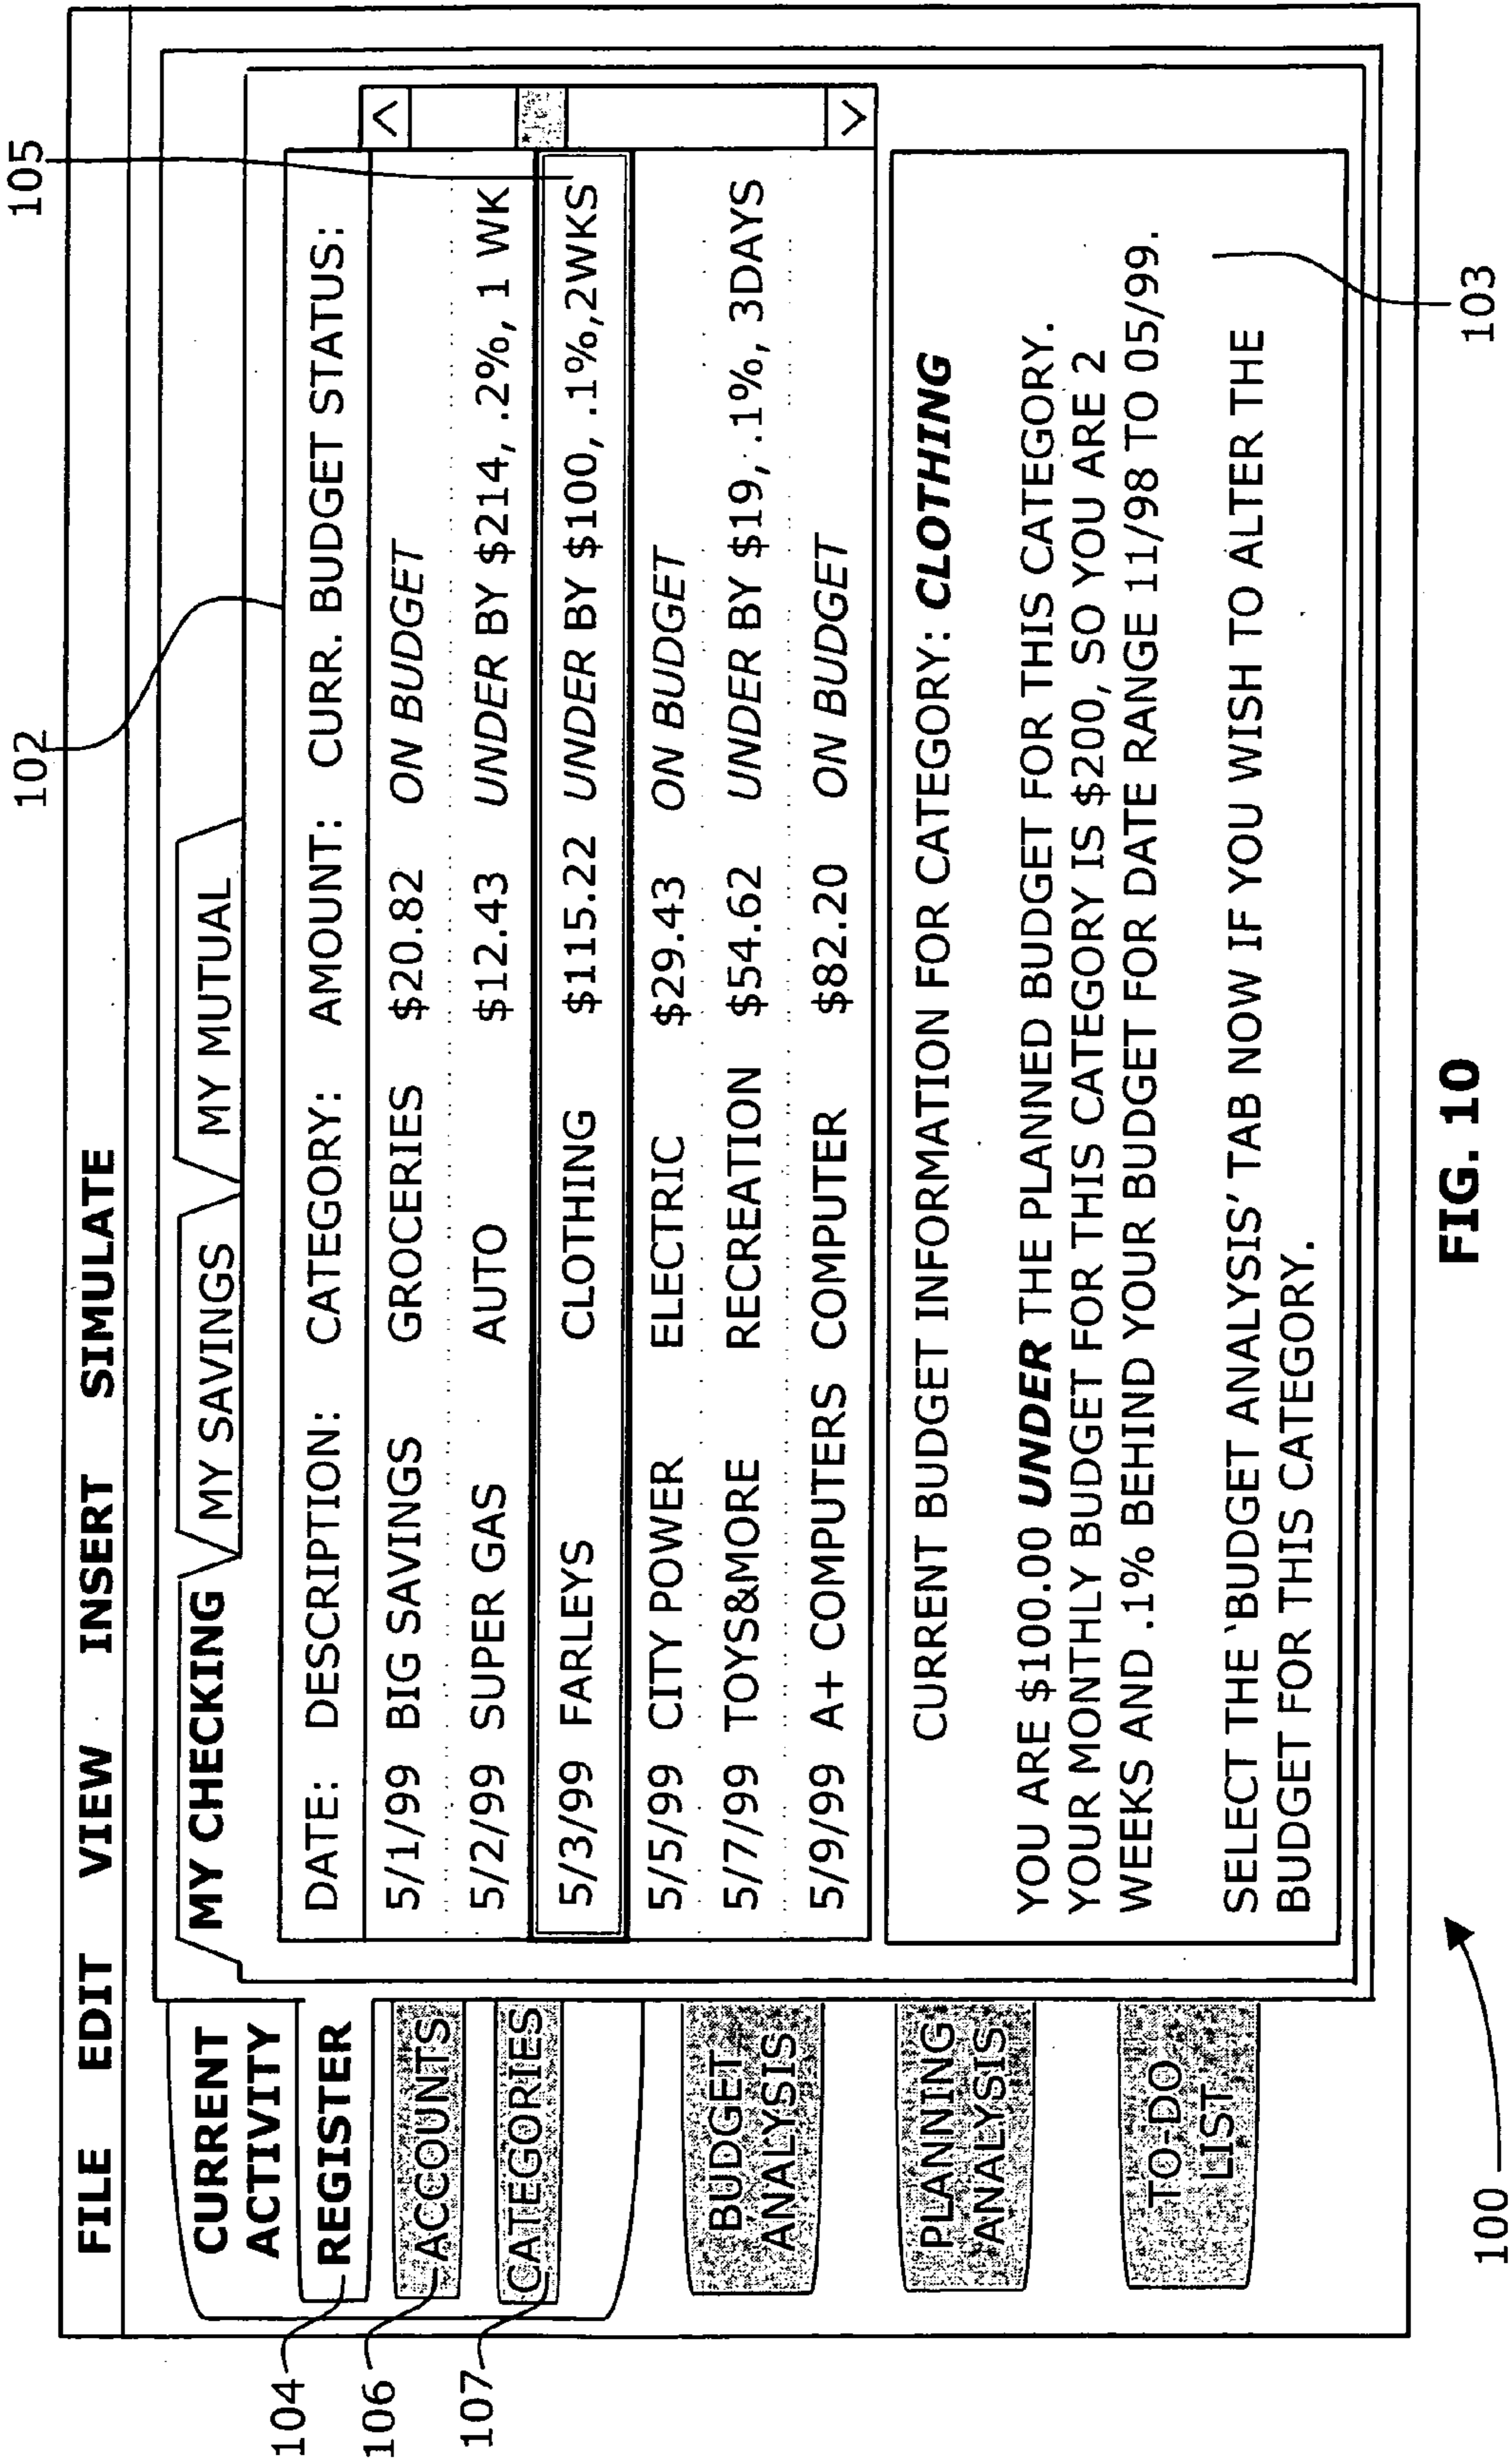 FILE EDIT VIEW INSERT SIMULATE
MY CHECKING MY SAVINGS MY MUTUAL
102
105
CURRENT
ACTIVITY
REGISTER
ACCOUNTS
CATEGORIES
BUDGET
ANALYSIS
PLANNING
ANALYSIS
TO-DO
LIST
104
106
107
DATE: DESCRIPTION: CATEGORY: AMOUNT: CURR. BUDGET STATUS:
5/1/99 BIG SAVINGS GROCERIES $20.82 ON BUDGET
5/2/99 SUPER GAS AUTO $12.43 UNDER BY $214, .2%, 1 WK
5/3/99 FARLEYS CLOTHING $115.22 UNDER BY $100, .1%,2WKS
5/5/99 CITY POWER ELECTRIC $29.43 ON BUDGET
5/7/99 TOYS&MORE RECREATION $54.62 UNDER BY $19, .1%, 3DAYS
5/9/99 A+ COMPUTERS COMPUTER $82.20 ON BUDGET
CURRENT BUDGET INFORMATION FOR CATEGORY: CLOTHING
YOU ARE $100.00 UNDER THE PLANNED BUDGET FOR THIS CATEGORY.
YOUR MONTHLY BUDGET FOR THIS CATEGORY IS $200, SO YOU ARE 2
WEEKS AND .1% BEHIND YOUR BUDGET FOR DATE RANGE 11/98 TO 05/99.
SELECT THE ‘BUDGET ANALYSIS’ TAB NOW IF YOU WISH TO ALTER THE
BUDGET FOR THIS CATEGORY.
103
100
FIG. 10